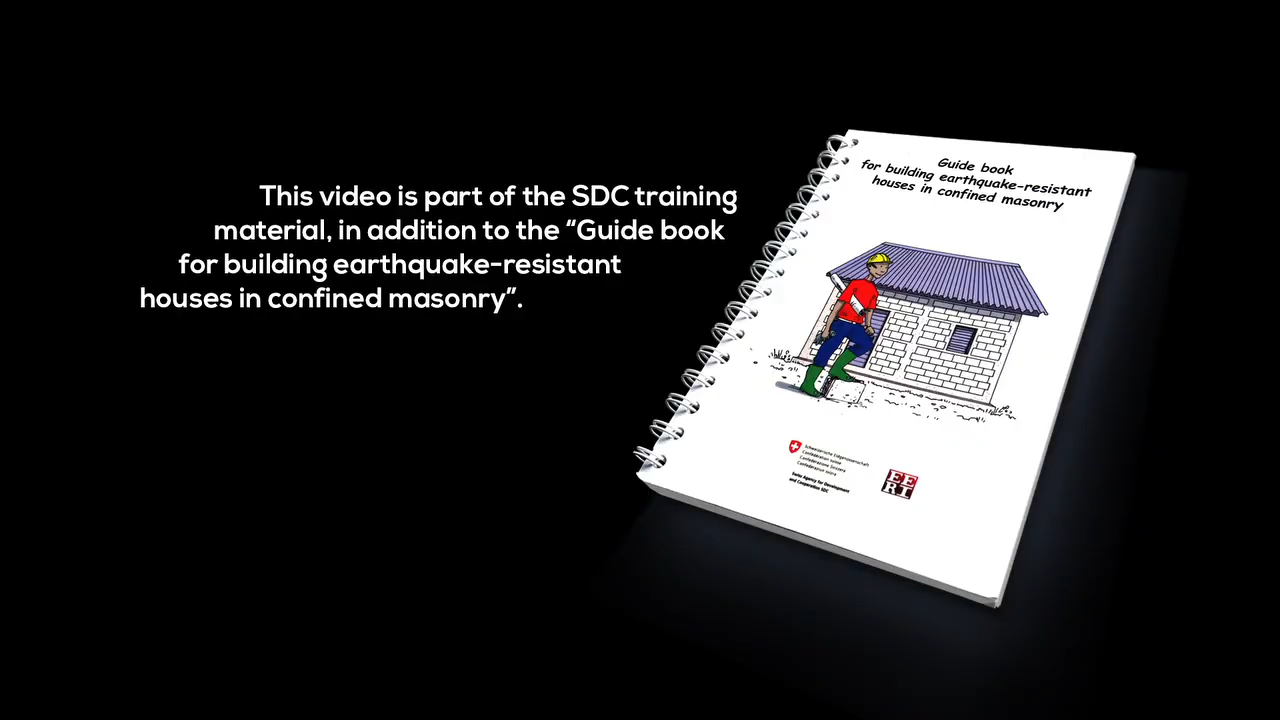 This video is part of the SDC training
material, in addition to the “Guide book
for building earthquake-resistant
houses in confined masonry”.
Guide book
for building earthquake-resistant
houses in confined masonry
Schweizerische Eidgenossenschaft
Confédération suisse
Confederazione Svizzera
Confederaziun svizra
Swiss Agency for Development
and Cooperation SDC
EE
RI